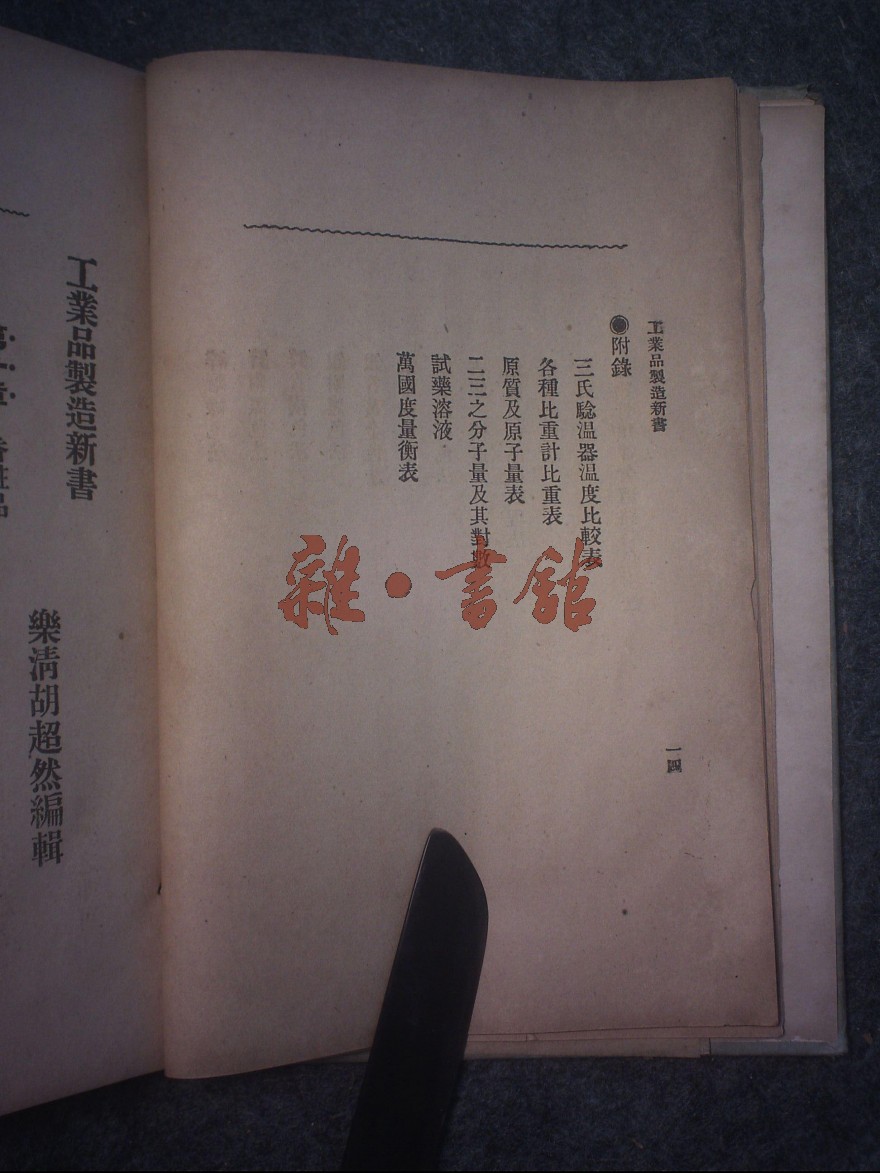 工業品製造新書
●附錄
三氏驗温器温度比較表
各種比重計比重表
原質及原子量表
二三之分子量及其對數
試藥溶液
萬國度量衡表
一四
雜·書舘
工業品製造新書
樂淸胡超然編輯